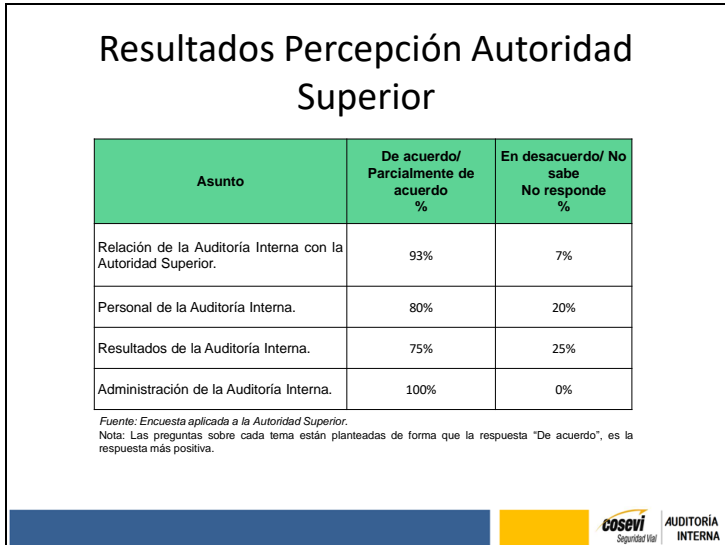 Resultados Percepción Autoridad
Superior
Asunto
De acuerdo/
Parcialmente de
acuerdo
%
En desacuerdo/ No
sabe
No responde
%
Relación de la Auditoría Interna con la
Autoridad Superior.
93%
7%
Personal de la Auditoría Interna.
80%
20%
Resultados de la Auditoría Interna.
75%
25%
Administración de la Auditoría Interna.
100%
0%
Fuente: Encuesta aplicada a la Autoridad Superior.
Nota: Las preguntas sobre cada tema están planteadas de forma que la respuesta “De acuerdo”, es la
respuesta más positiva.
cosevi
Seguridad Vial
AUDITORÍA
INTERNA